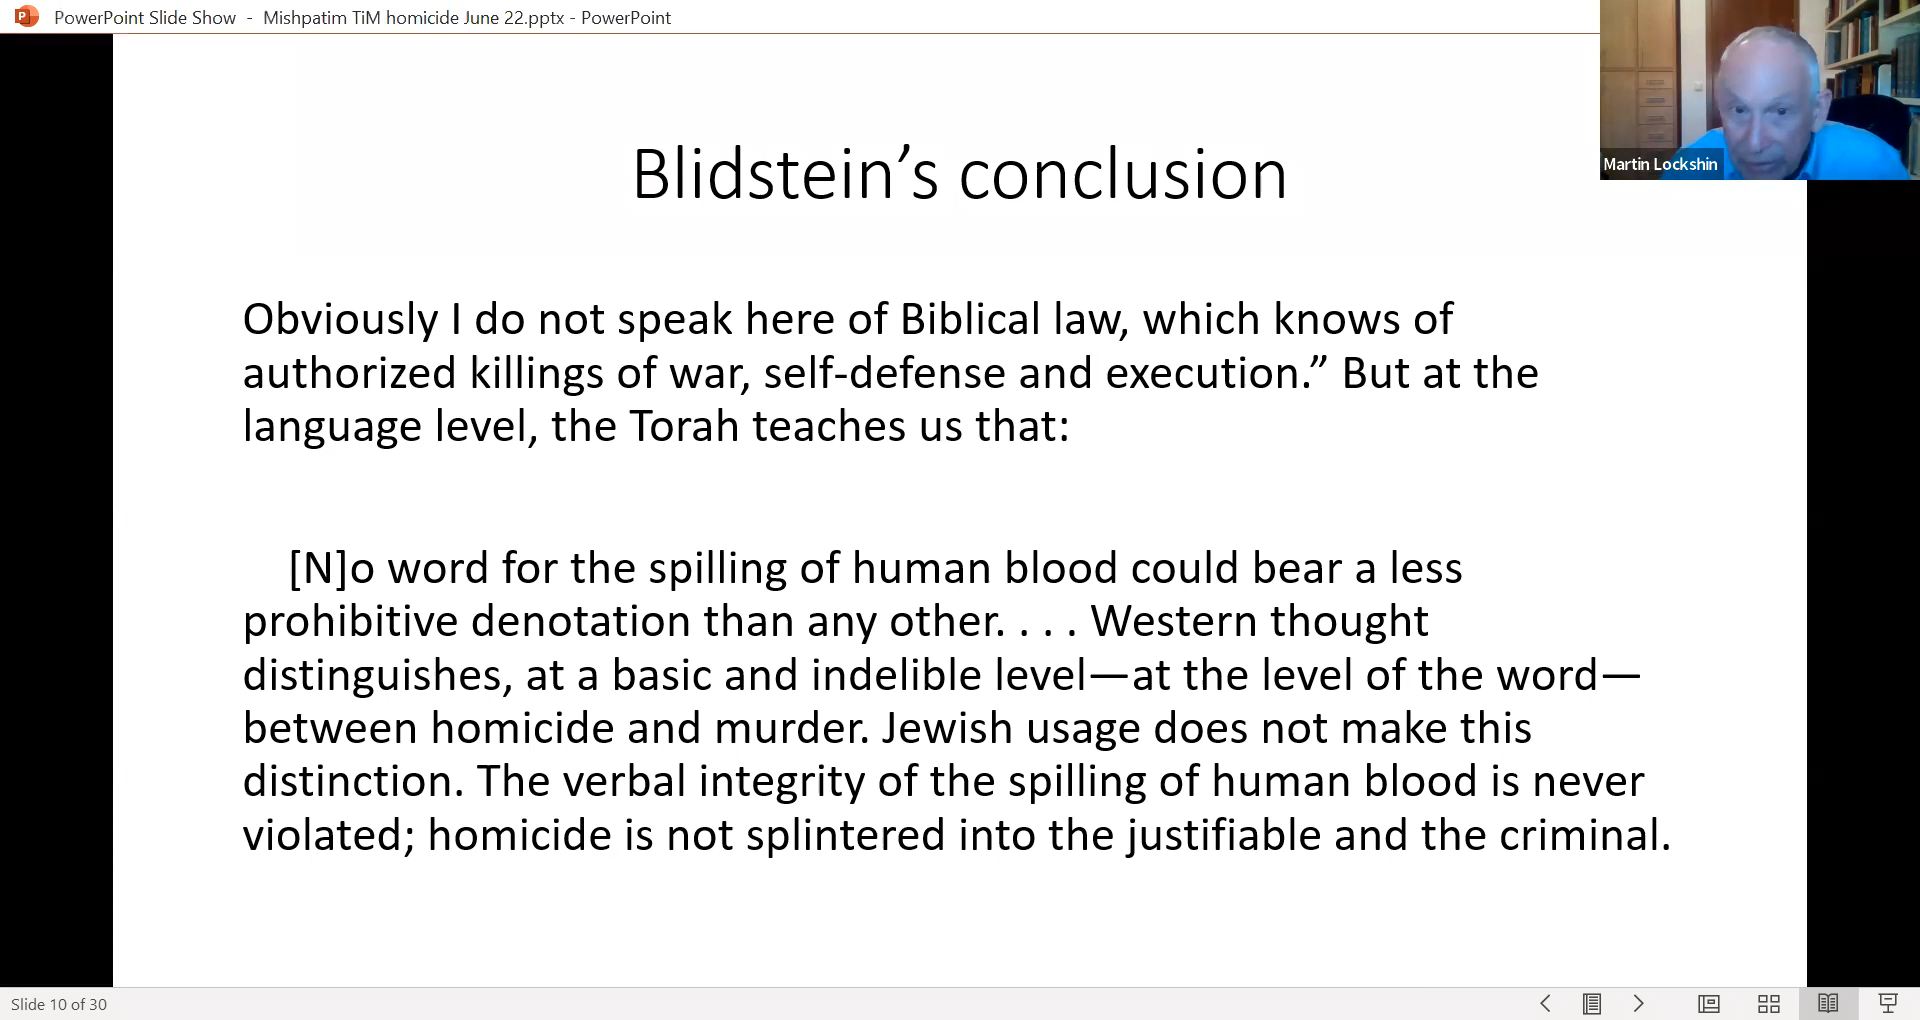 PowerPoint Slide Show - Mishpatim TiM homicide June 22.pptx - PowerPoint
Martin Lockshin
Blidstein’s conclusion
Obviously I do not speak here of Biblical law, which knows of
authorized killings of war, self-defense and execution.” But at the
language level, the Torah teaches us that:
[N]o word for the spilling of human blood could bear a less
prohibitive denotation than any other. . . . Western thought
distinguishes, at a basic and indelible level—at the level of the word—
between homicide and murder. Jewish usage does not make this
distinction. The verbal integrity of the spilling of human blood is never
violated; homicide is not splintered into the justifiable and the criminal.
Slide 10 of 30